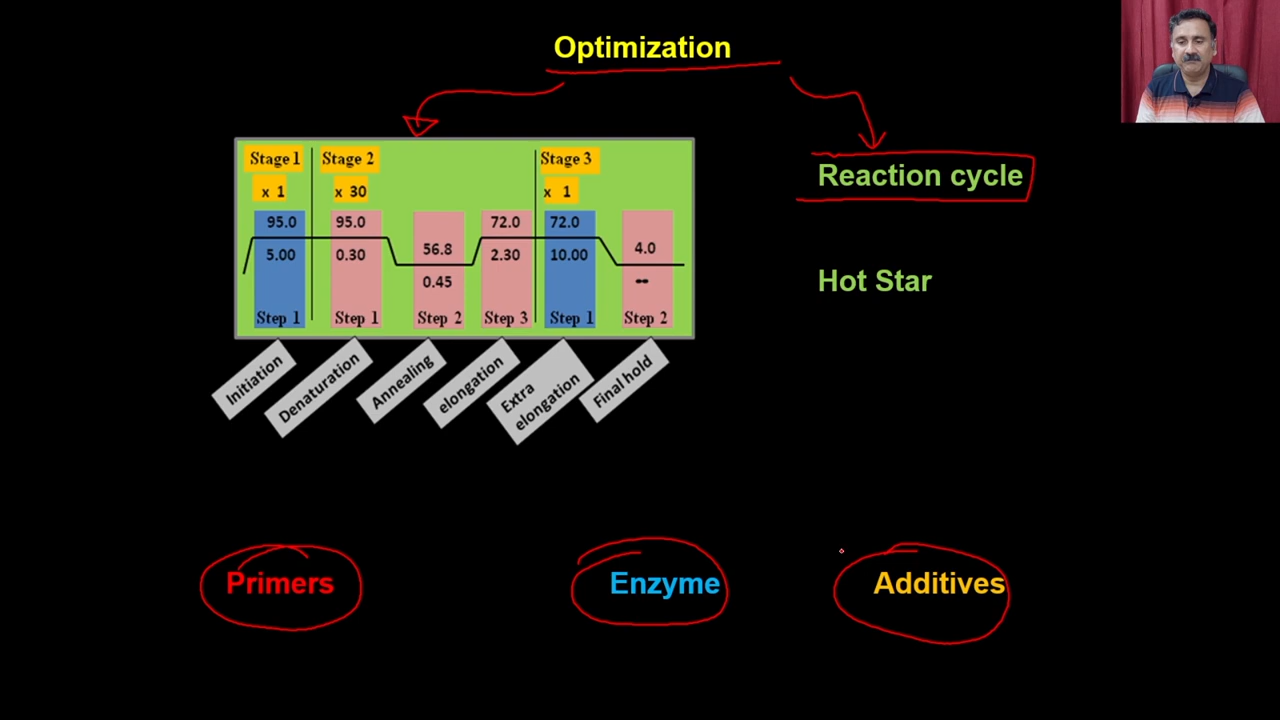 Optimization
Stage 1
Stage 2
Stage 3
x 1
x 30
x 1
95.0
95.0
72.0
72.0
56.8
4.0
5.00
0.30
2.30
10.00
0.45
∞
Step 1
Step 1
Step 2
Step 3
Step 1
Step 2
Initiation
Denaturation
Annealing
elongation
Extra
elongation
Final hold
Reaction cycle
Hot Star
Primers
Enzyme
Additives